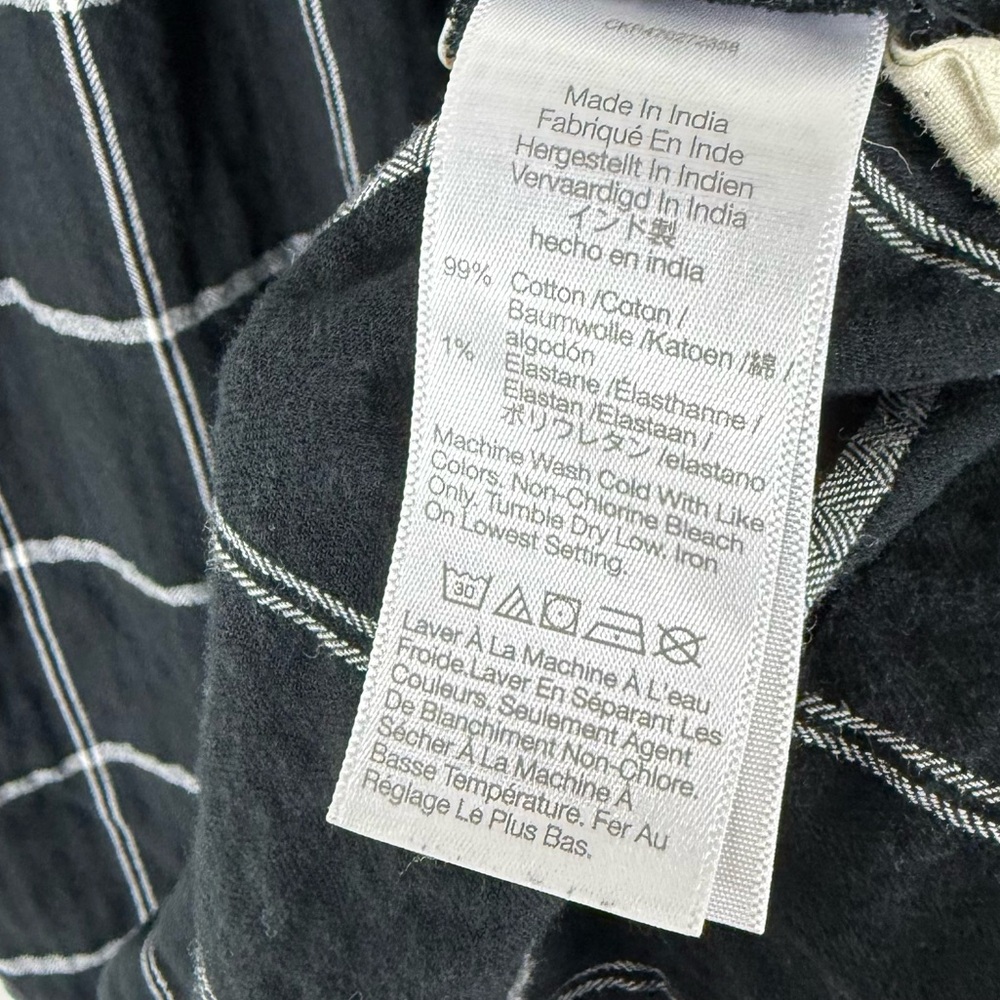 Made In India
Fabriqué En Inde
Hergestellt In Indien
Vervaardigd In India
インド製
hecho en india
99% Cotton /Coton /
Baumwolle /Katoen /綿 /
algodón
1% Elastane /Élasthanne /
Elastan /Elastaan /
ポリウレタン /elastano
Machine Wash Cold With Like
Colors. Non-Chlorine Bleach
Only. Tumble Dry Low. Iron
On Lowest Setting.
30
Laver À La Machine À L'eau
Froide.Laver En Séparant Les
Couleurs. Seulement Agent
De Blanchiment Non-Chlore.
Sécher À La Machine À
Basse Température. Fer Au
Réglage Le Plus Bas.